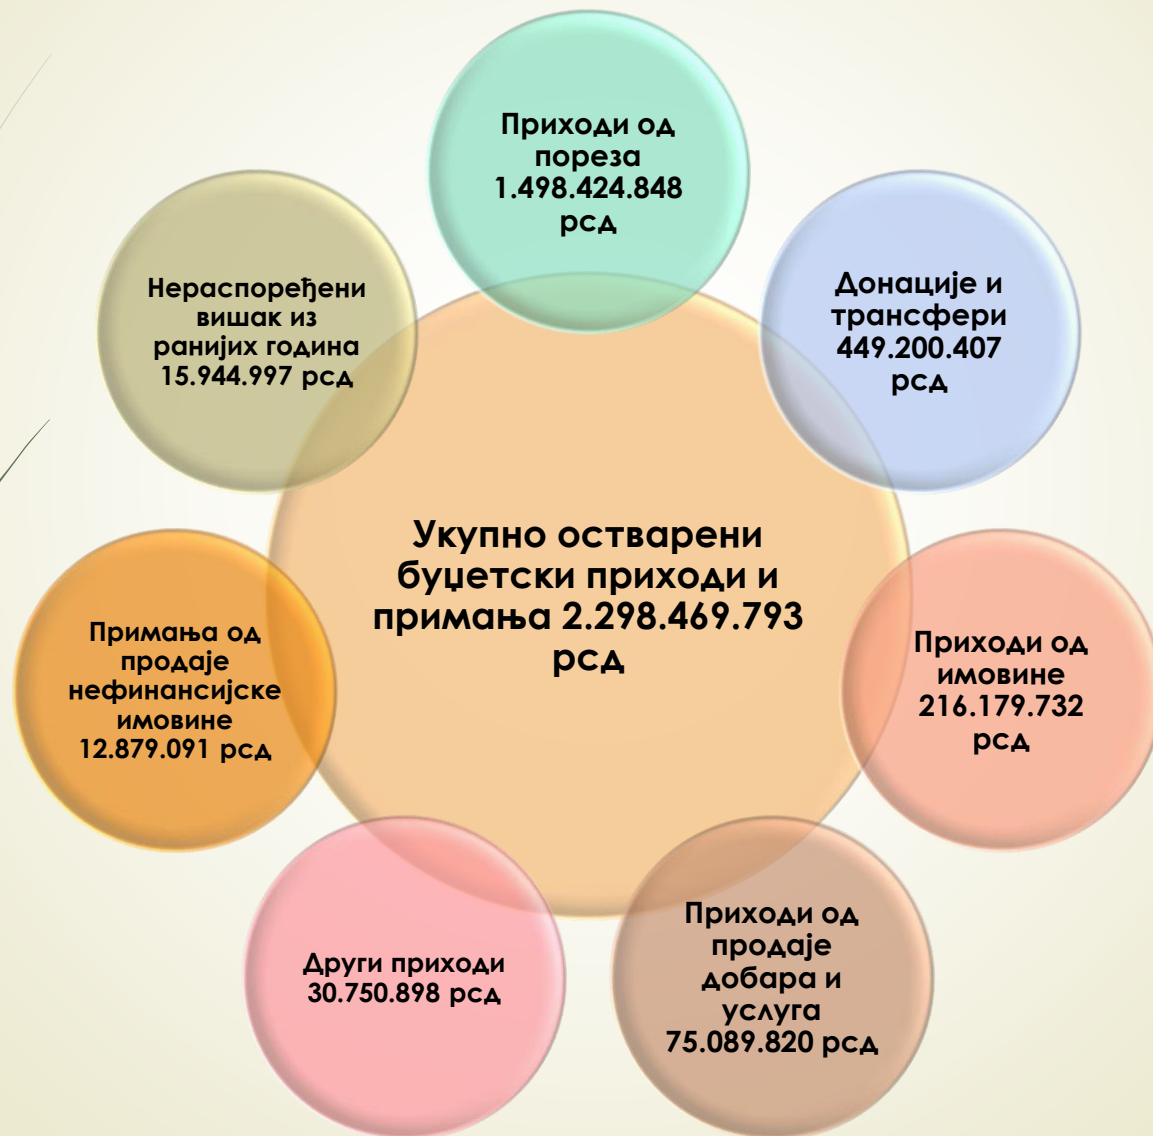 Приходи од
пореза
1.498.424.848
рсд
Донације и
трансфери
449.200.407
рсд
Приходи од
имовине
216.179.732
рсд
Приходи од
продаје
добара и
услуга
75.089.820 рсд
Други приходи
30.750.898 рсд
Примања од
продаје
нефинансијске
имовине
12.879.091 рсд
Нераспоређени
вишак из
ранијих година
15.944.997 рсд
Укупно остварени
буџетски приходи и
примања 2.298.469.793
рсд